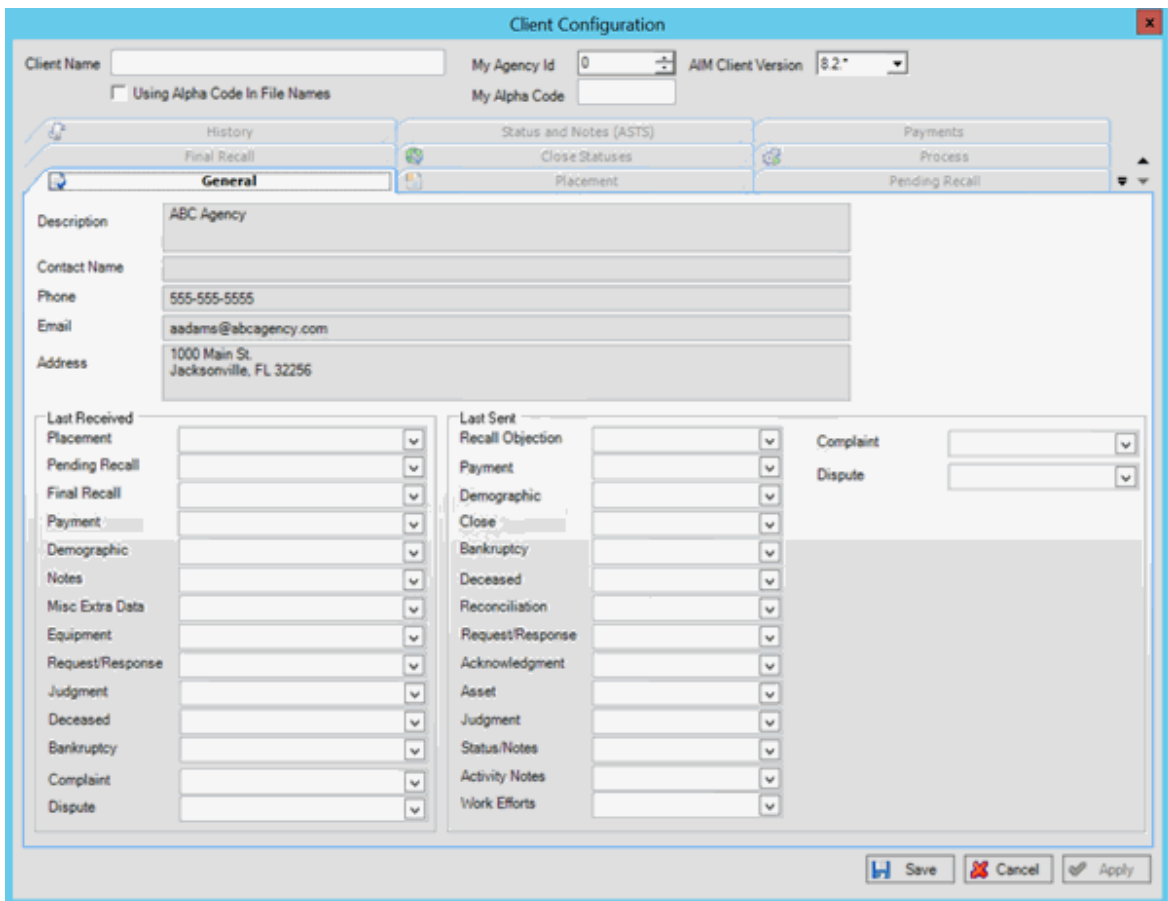 Client Configuration
x
Client Name
My Agency Id 0 AIM Client Version 8.2.*
Using Alpha Code In File Names
My Alpha Code
History Status and Notes (ASTS) Payments
Final Recall Close Statuses Process
General Placement Pending Recall
Description ABC Agency
Contact Name
Phone 555-555-5555
Email aadams@abcagency.com
Address 1000 Main St.
Jacksonville, FL 32256
Last Received
Placement
Pending Recall
Final Recall
Payment
Demographic
Notes
Misc Extra Data
Equipment
Request/Response
Judgment
Deceased
Bankruptcy
Complaint
Dispute
Last Sent
Recall Objection
Payment
Demographic
Close
Bankruptcy
Deceased
Reconciliation
Request/Response
Acknowledgment
Asset
Judgment
Status/Notes
Activity Notes
Work Efforts
Complaint
Dispute
Save Cancel Apply